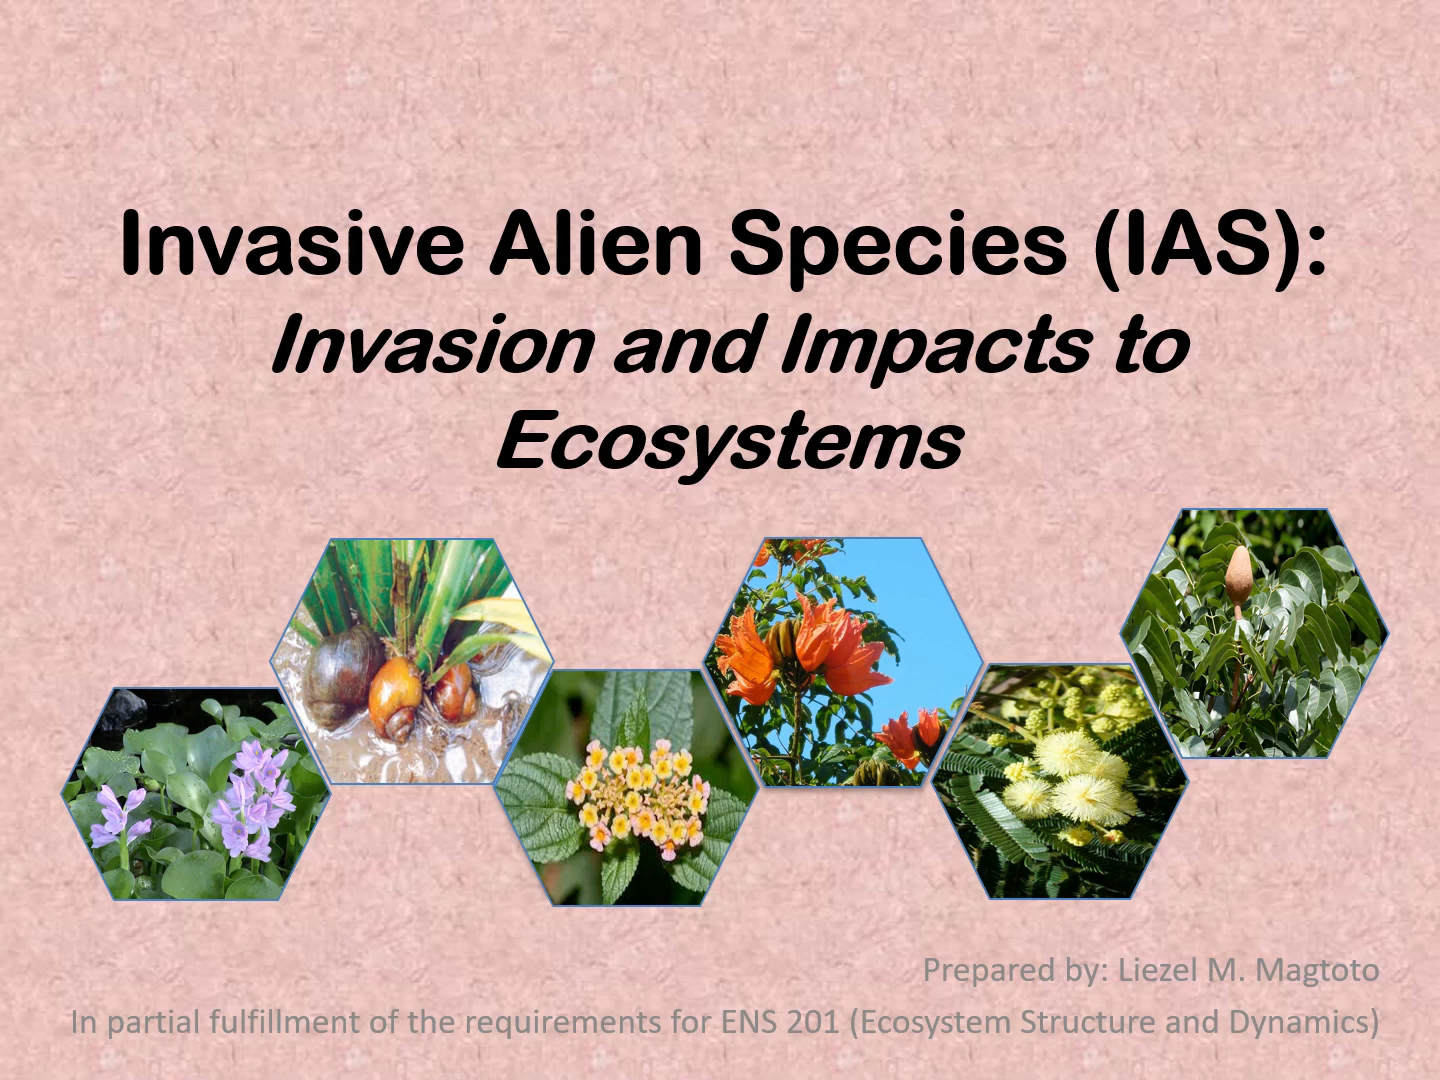 Invasive Alien Species (IAS):
Invasion and Impacts to
Ecosystems
Prepared by: Liezel M. Magtoto
In partial fulfillment of the requirements for ENS 201 (Ecosystem Structure and Dynamics)